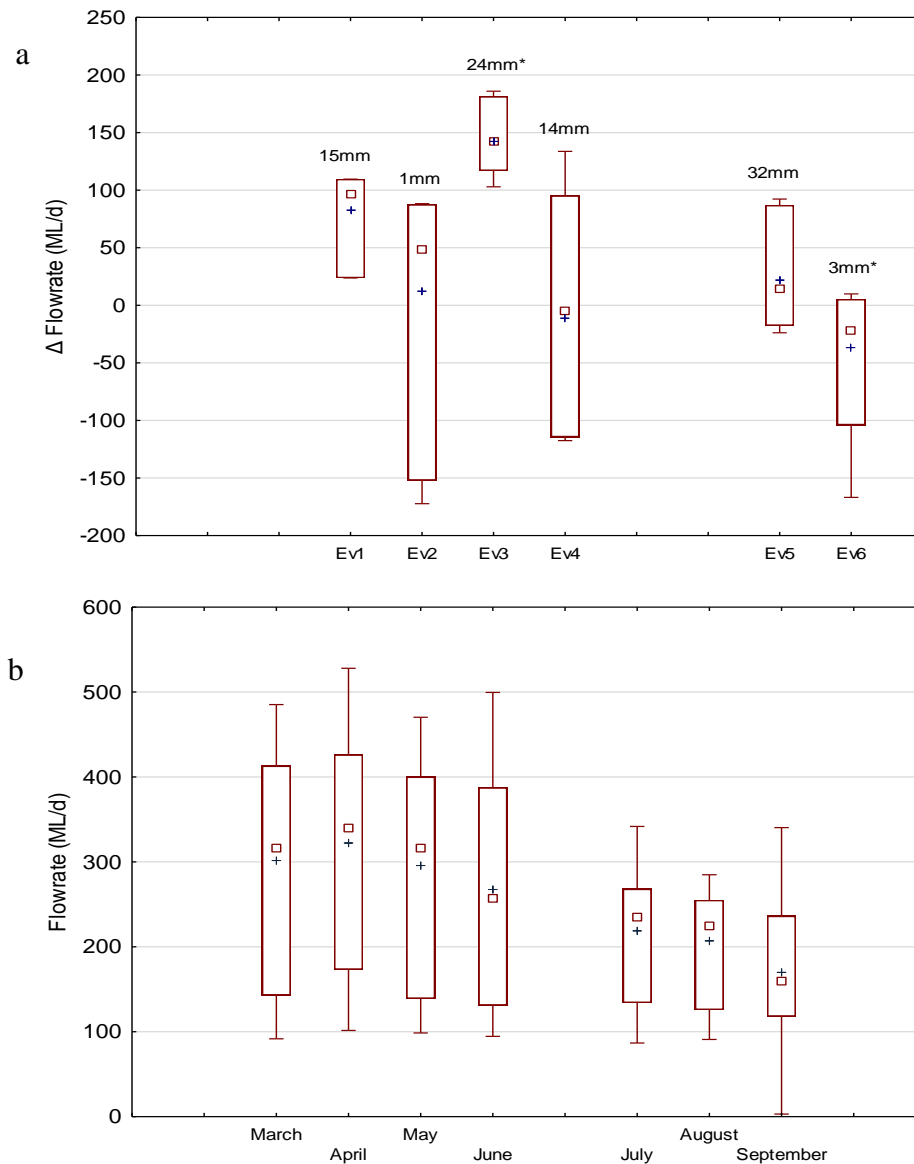 a
Δ Flowrate (ML/d)
250
200
150
100
50
0
-50
-100
-150
-200
15mm
1mm
24mm*
14mm
32mm
3mm*
Ev1 Ev2 Ev3 Ev4 Ev5 Ev6
b
Flowrate (ML/d)
600
500
400
300
200
100
0
March May August
April June July September